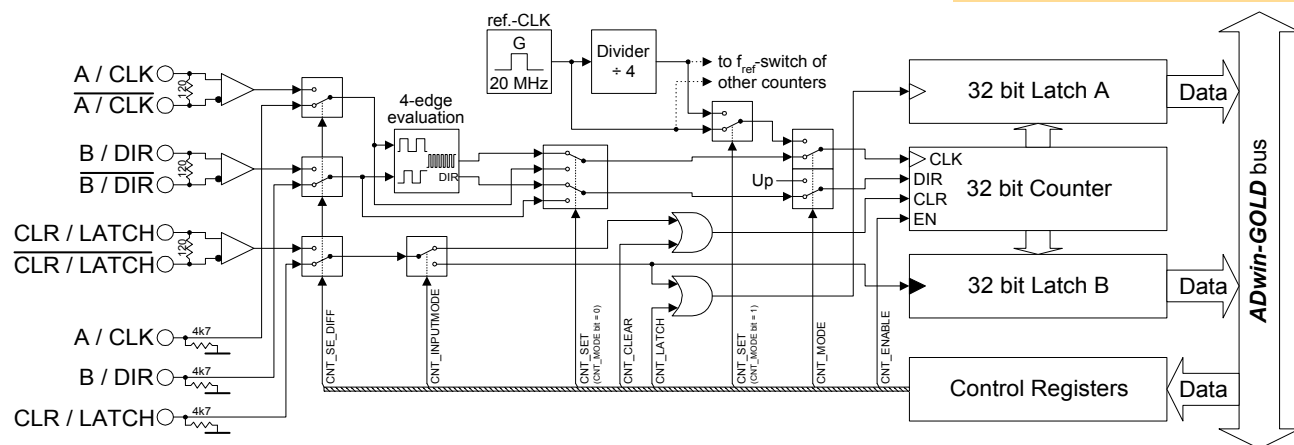 ref.-CLK
G
20 MHz
Divider
÷ 4
to fref-switch of
other counters
A / CLK
120
A / CLK
4-edge
evaluation
DIR
B / DIR
120
B / DIR
CLR / LATCH
120
CLR / LATCH
A / CLK
4k7
B / DIR
4k7
CLR / LATCH
4k7
Up
CNT_SE_DIFF
CNT_INPUTMODE
CNT_SET
(CNT_MODE bit = 0)
CNT_CLEAR
CNT_LATCH
CNT_SET
(CNT_MODE bit = 1)
CNT_MODE
CNT_ENABLE
32 bit Latch A
Data
CLK
DIR
CLR
EN
32 bit Counter
32 bit Latch B
Data
Control Registers
Data
ADwin-GOLD bus